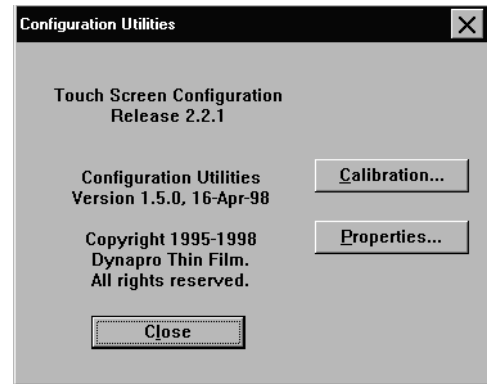 Configuration Utilities
Touch Screen Configuration
Release 2.2.1
Configuration Utilities
Version 1.5.0, 16-Apr-98
Calibration...
Copyright 1995-1998
Dynapro Thin Film.
All rights reserved.
Properties...
Close